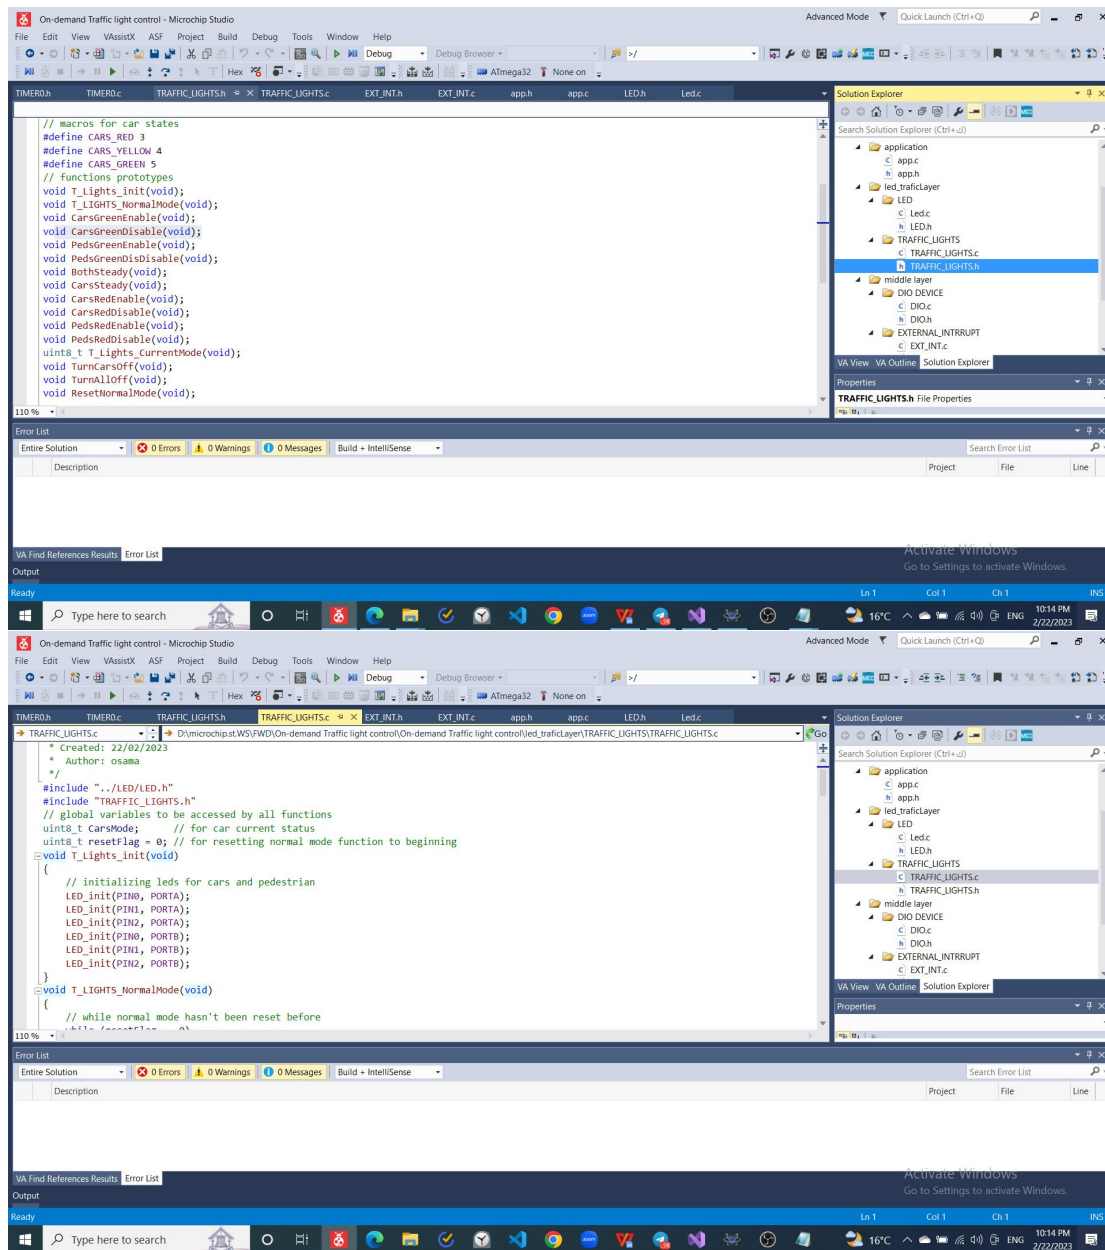 On-demand Traffic light control - Microchip Studio
Advanced Mode Quick Launch (Ctrl+Q)
File Edit View VAssistX ASF Project Build Debug Tools Window Help
Debug Debug Browser >/
Hex ATmega32 None on
TIMER0.h TIMER0.c TRAFFIC_LIGHTS.h TRAFFIC_LIGHTS.c EXT_INT.h EXT_INT.c app.h app.c LED.h Led.c
// macros for car states
#define CARS_RED 3
#define CARS_YELLOW 4
#define CARS_GREEN 5
// functions prototypes
void T_Lights_init(void);
void T_LIGHTS_NormalMode(void);
void CarsGreenEnable(void);
void CarsGreenDisable(void);
void PedsGreenEnable(void);
void PedsGreenDisDisable(void);
void BothSteady(void);
void CarsSteady(void);
void CarsRedEnable(void);
void CarsRedDisable(void);
void PedsRedEnable(void);
void PedsRedDisable(void);
uint8_t T_Lights_CurrentMode(void);
void TurnCarsOff(void);
void TurnAllOff(void);
void ResetNormalMode(void);
110 %
Solution Explorer
MCC
Search Solution Explorer (Ctrl+ك)
application
app.c
app.h
led_traficLayer
LED
Led.c
LED.h
TRAFFIC_LIGHTS
TRAFFIC_LIGHTS.c
TRAFFIC_LIGHTS.h
middle layer
DIO DEVICE
DIO.c
DIO.h
EXTERNAL_INTRRUPT
EXT_INT.c
VA View VA Outline Solution Explorer
Properties
TRAFFIC_LIGHTS.h File Properties
Error List
Entire Solution 0 Errors 0 Warnings 0 Messages Build + IntelliSense Search Error List
Description Project File Line
VA Find References Results Error List
Activate Windows
Go to Settings to activate Windows.
Output
Ready Ln 1 Col 1 Ch 1 INS
Type here to search 16°C ENG 10:14 PM
2/22/2023
On-demand Traffic light control - Microchip Studio
Advanced Mode Quick Launch (Ctrl+Q)
File Edit View VAssistX ASF Project Build Debug Tools Window Help
Debug Debug Browser >/
Hex ATmega32 None on
TIMER0.h TIMER0.c TRAFFIC_LIGHTS.h TRAFFIC_LIGHTS.c EXT_INT.h EXT_INT.c app.h app.c LED.h Led.c
TRAFFIC_LIGHTS.c D:\microchip.st.WS\FWD\On-demand Traffic light control\On-demand Traffic light control\led_traficLayer\TRAFFIC_LIGHTS\TRAFFIC_LIGHTS.c Go
* Created: 22/02/2023
* Author: osama
*/
#include "../LED/LED.h"
#include "TRAFFIC_LIGHTS.h"
// global variables to be accessed by all functions
uint8_t CarsMode; // for car current status
uint8_t resetFlag = 0; // for resetting normal mode function to beginning
void T_Lights_init(void)
{
// initializing leds for cars and pedestrian
LED_init(PIN0, PORTA);
LED_init(PIN1, PORTA);
LED_init(PIN2, PORTA);
LED_init(PIN0, PORTB);
LED_init(PIN1, PORTB);
LED_init(PIN2, PORTB);
}
void T_LIGHTS_NormalMode(void)
{
// while normal mode hasn't been reset before
while (resetFlag
110 %
Solution Explorer
MCC
Search Solution Explorer (Ctrl+ك)
application
app.c
app.h
led_traficLayer
LED
Led.c
LED.h
TRAFFIC_LIGHTS
TRAFFIC_LIGHTS.c
TRAFFIC_LIGHTS.h
middle layer
DIO DEVICE
DIO.c
DIO.h
EXTERNAL_INTRRUPT
EXT_INT.c
VA View VA Outline Solution Explorer
Properties
Error List
Entire Solution 0 Errors 0 Warnings 0 Messages Build + IntelliSense Search Error List
Description Project File Line
VA Find References Results Error List
Activate Windows
Go to Settings to activate Windows.
Output
Ready Ln 1 Col 1 Ch 1 INS
Type here to search 16°C ENG 10:14 PM
2/22/2023